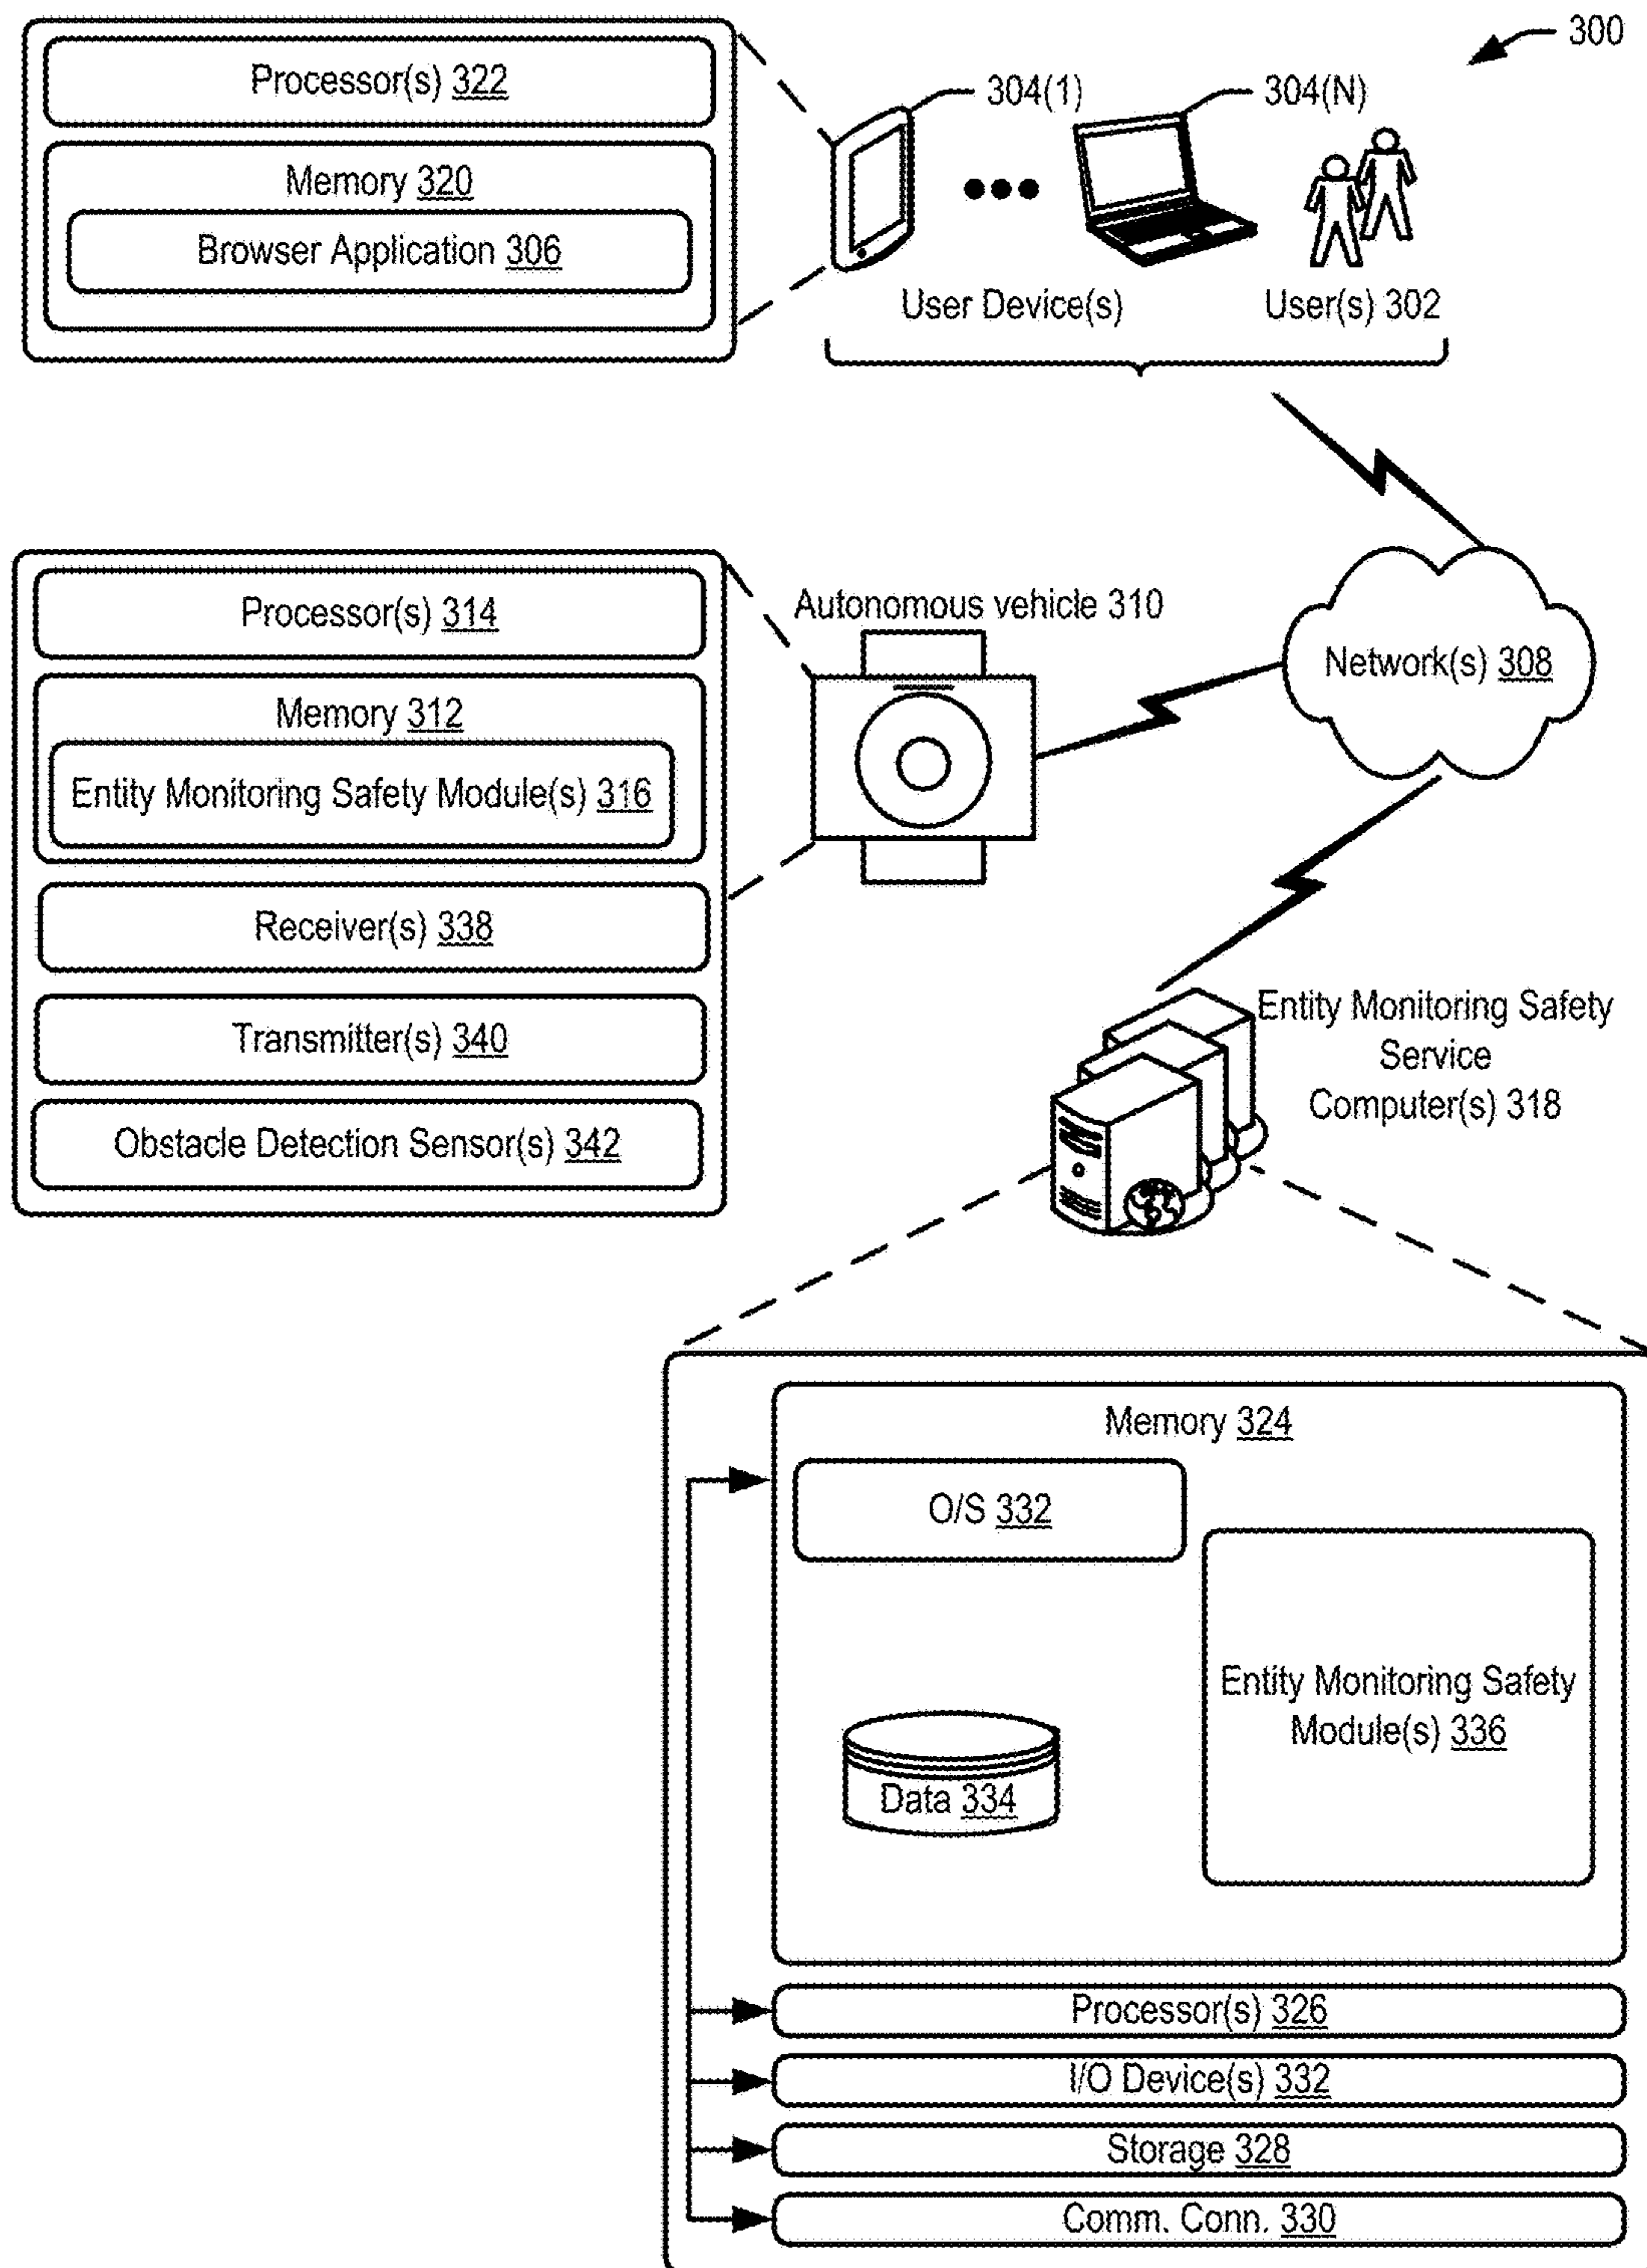 300
Processor(s) 322
Memory 320
Browser Application 306
304(1)
304(N)
User Device(s)
User(s) 302
Processor(s) 314
Memory 312
Entity Monitoring Safety Module(s) 316
Receiver(s) 338
Transmitter(s) 340
Obstacle Detection Sensor(s) 342
Autonomous vehicle 310
Network(s) 308
Entity Monitoring Safety
Service
Computer(s) 318
Memory 324
O/S 332
Data 334
Entity Monitoring Safety
Module(s) 336
Processor(s) 326
I/O Device(s) 332
Storage 328
Comm. Conn. 330